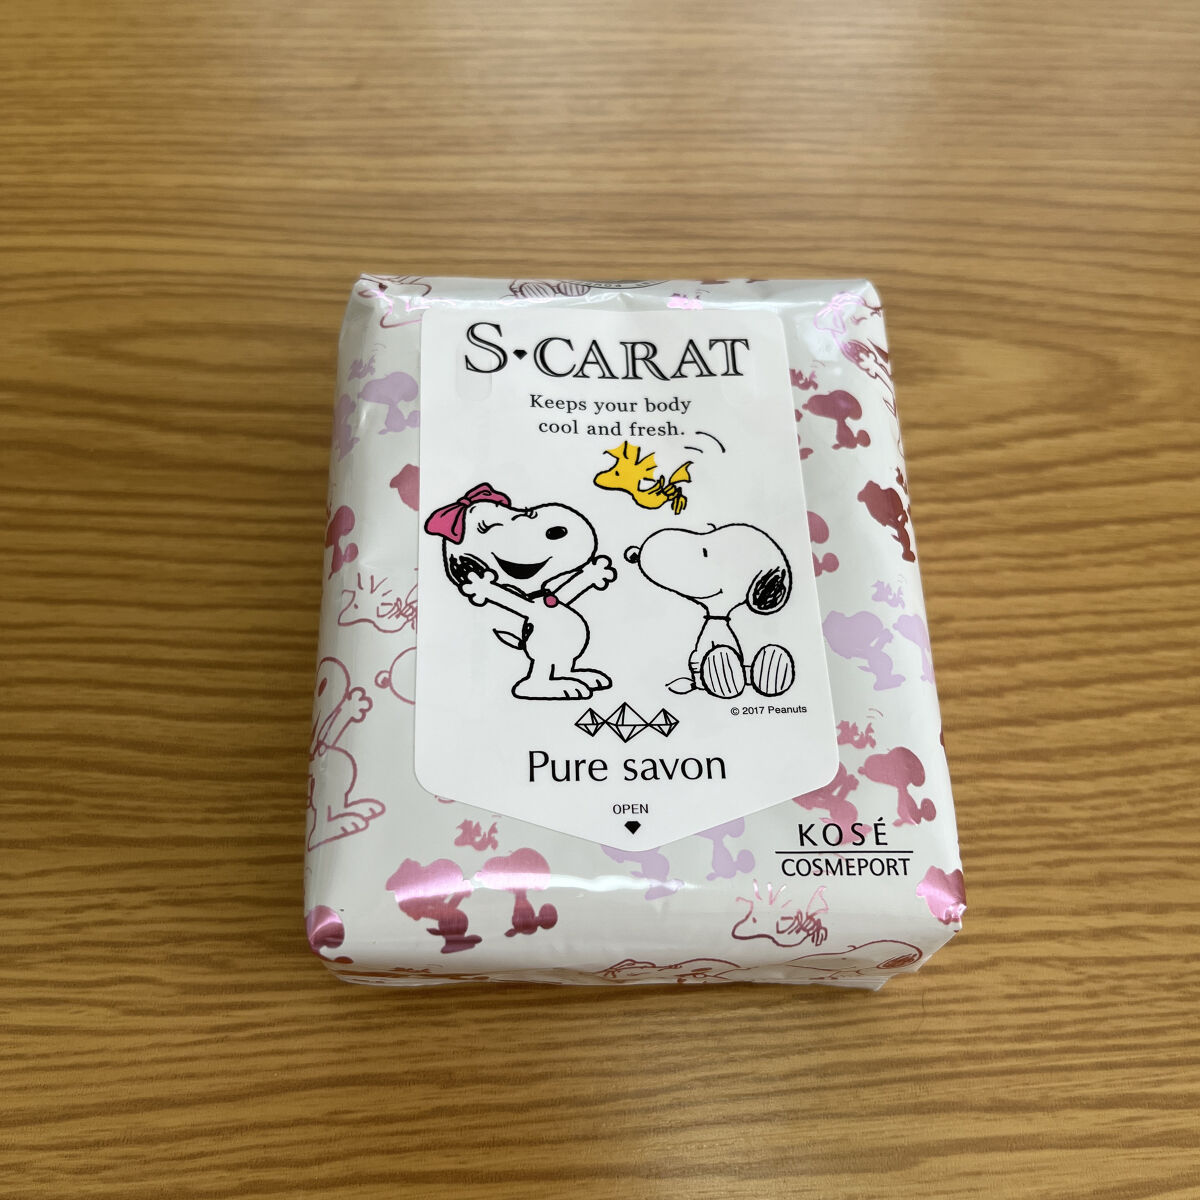 S·CARAT
Keeps your body
cool and fresh.
© 2017 Peanuts
Pure savon
OPEN
KOSÉ
COSMEPORT